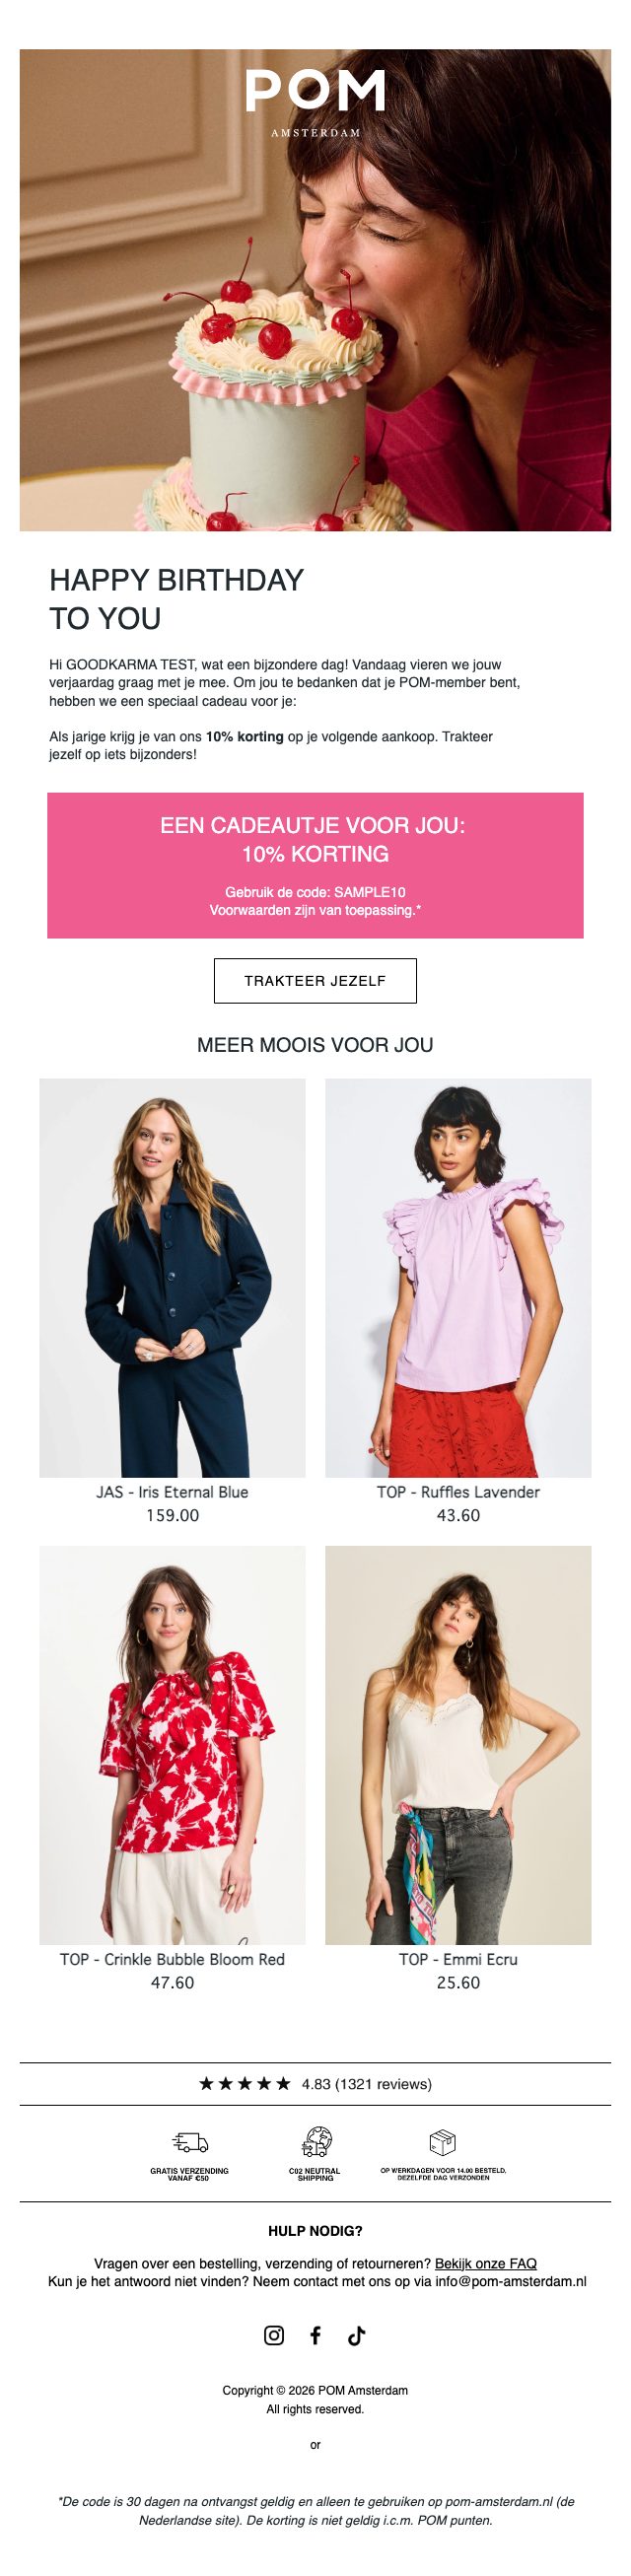 POM
AMSTERDAM
HAPPY BIRTHDAY
TO YOU
Hi GOODKARMA TEST, wat een bijzondere dag! Vandaag vieren we jouw
verjaardag graag met je mee. Om jou te bedanken dat je POM-member bent,
hebben we een speciaal cadeau voor je:
Als jarige krijg je van ons 10% korting op je volgende aankoop. Trakteer
jezelf op iets bijzonders!
EEN CADEAUTJE VOOR JOU:
10% KORTING
Gebruik de code: SAMPLE10
Voorwaarden zijn van toepassing.*
TRAKTEER JEZELF
MEER MOOIS VOOR JOU
JAS - Iris Eternal Blue
159.00
TOP - Ruffles Lavender
43.60
TOP - Crinkle Bubble Bloom Red
47.60
TOP - Emmi Ecru
25.60
4.83 (1321 reviews)
GRATIS VERZENDING
VANAF €50
C02 NEUTRAL
SHIPPING
OP WERKDAGEN VOOR 14.00 BESTELD,
DEZELFDE DAG VERZONDEN
HULP NODIG?
Vragen over een bestelling, verzending of retourneren? Bekijk onze FAQ
Kun je het antwoord niet vinden? Neem contact met ons op via info@pom-amsterdam.nl
Copyright © 2026 POM Amsterdam
All rights reserved.
or
*De code is 30 dagen na ontvangst geldig en alleen te gebruiken op pom-amsterdam.nl (de
Nederlandse site). De korting is niet geldig i.c.m. POM punten.